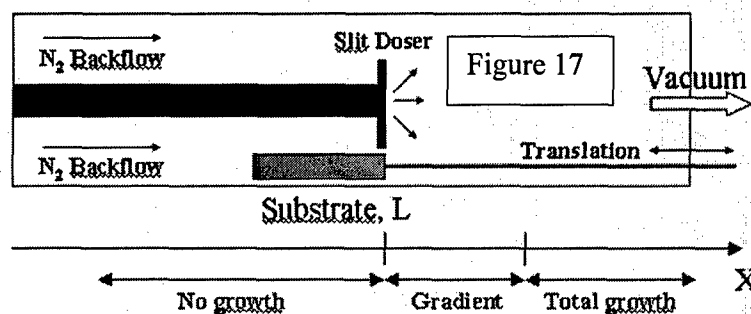 Slit Doser
N₂ Backflow
Figure 17
Vacuum
Translation
N₂ Backflow
Substrate, L
X
No growth
Gradient
Total growth